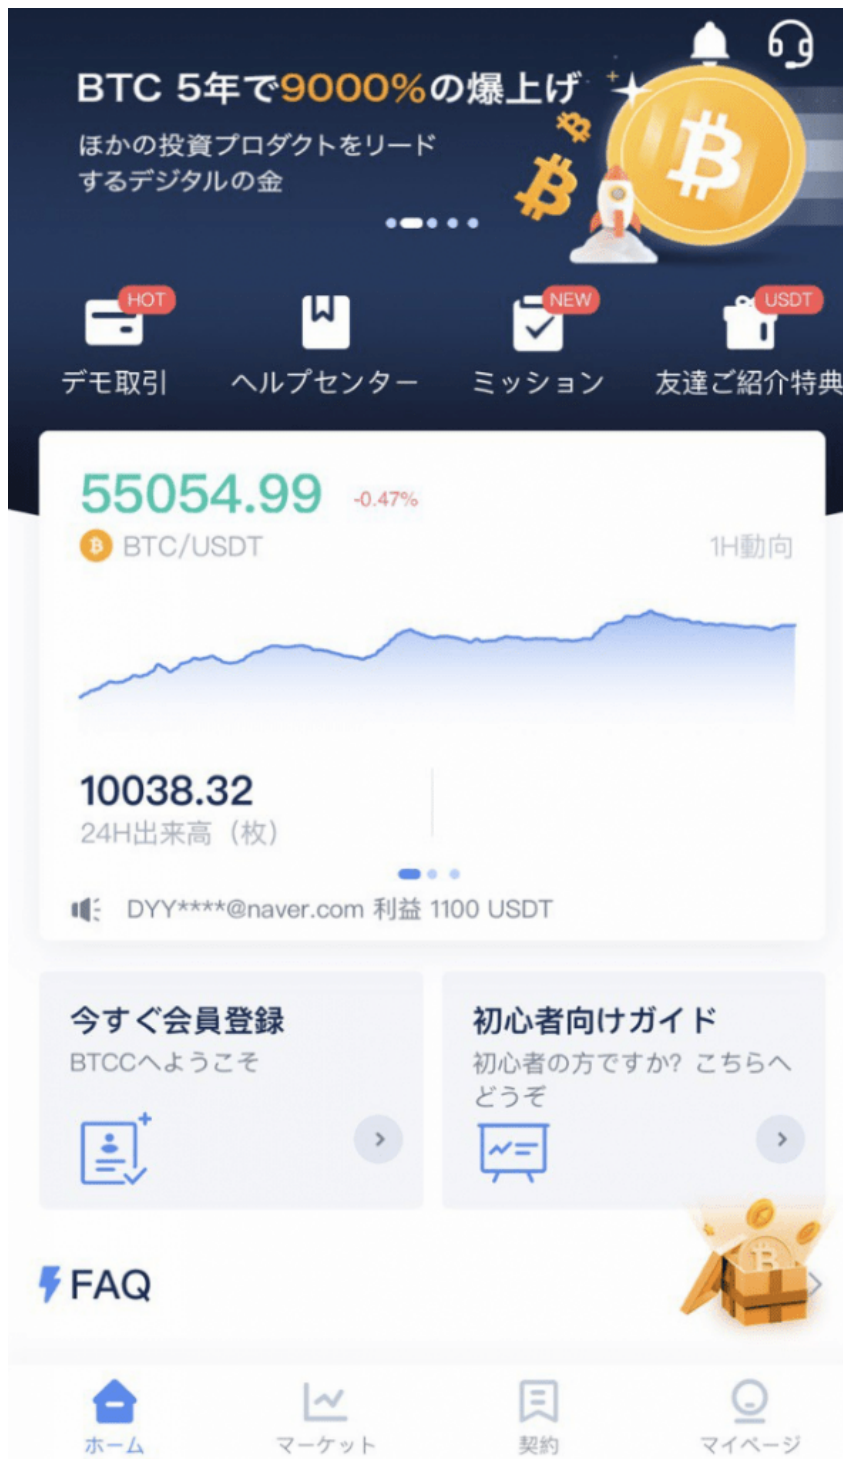 BTC 5年で9000%の爆上げ
ほかの投資プロダクトをリード
するデジタルの金
HOT
NEW
USDT
デモ取引
ヘルプセンター
ミッション
友達ご紹介特典
55054.99
-0.47%
BTC/USDT
1H動向
10038.32
24H出来高（枚）
DYY****@naver.com 利益 1100 USDT
今すぐ会員登録
BTCCへようこそ
初心者向けガイド
初心者の方ですか？こちらへ
どうぞ
FAQ
ホーム
マーケット
契約
マイページ